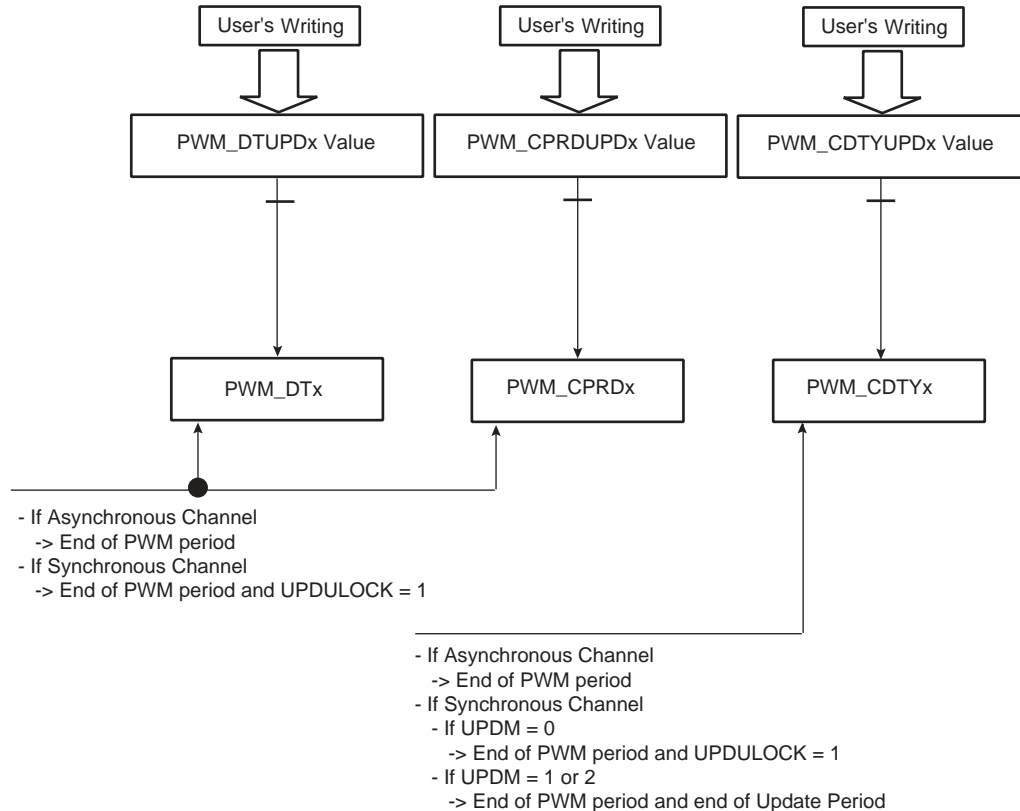 User's Writing
User's Writing
User's Writing
PWM_DTUPDx Value
PWM_CPRDUPDx Value
PWM_CDTYUPDx Value
PWM_DTx
PWM_CPRDx
PWM_CDTYx
- If Asynchronous Channel
-> End of PWM period
- If Synchronous Channel
-> End of PWM period and UPDULOCK = 1
- If Asynchronous Channel
-> End of PWM period
- If Synchronous Channel
- If UPDM = 0
-> End of PWM period and UPDULOCK = 1
- If UPDM = 1 or 2
-> End of PWM period and end of Update Period